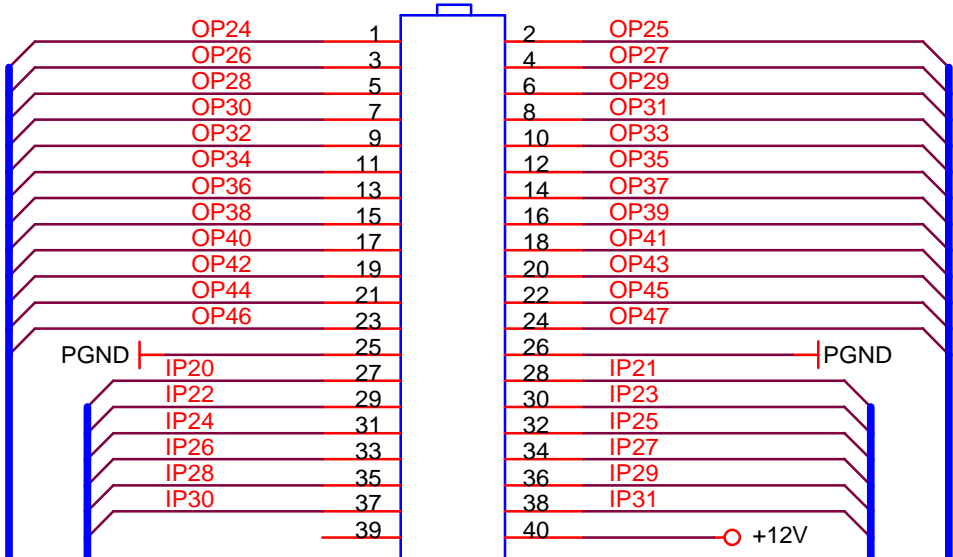 OP24 1 2 OP25
OP26 3 4 OP27
OP28 5 6 OP29
OP30 7 8 OP31
OP32 9 10 OP33
OP34 11 12 OP35
OP36 13 14 OP37
OP38 15 16 OP39
OP40 17 18 OP41
OP42 19 20 OP43
OP44 21 22 OP45
OP46 23 24 OP47
PGND 25 26 PGND
IP20 27 28 IP21
IP22 29 30 IP23
IP24 31 32 IP25
IP26 33 34 IP27
IP28 35 36 IP29
IP30 37 38 IP31
39 40 +12V